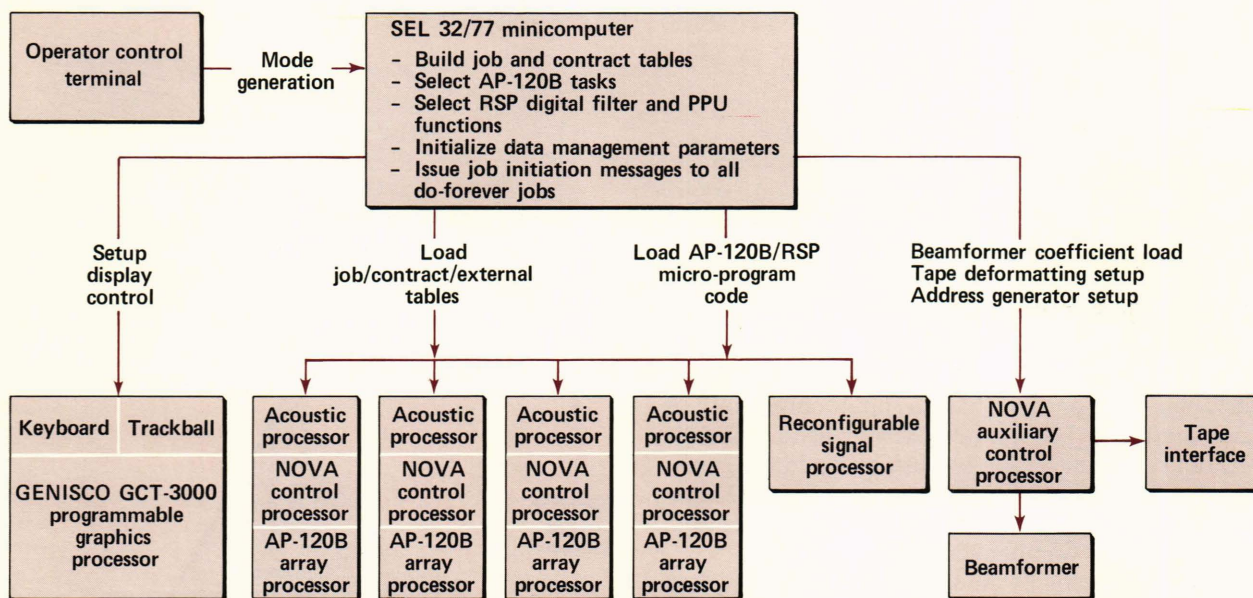 Operator control
terminal
Mode
generation
SEL 32/77 minicomputer
– Build job and contract tables
– Select AP-120B tasks
– Select RSP digital filter and PPU
functions
– Initialize data management parameters
– Issue job initiation messages to all
do-forever jobs
Setup
display
control
Load
job/contract/external
tables
Load AP-120B/RSP
micro-program
code
Beamformer coefficient load
Tape deformatting setup
Address generator setup
Keyboard
Trackball
GENISCO GCT-3000
programmable
graphics
processor
Acoustic
processor
NOVA
control
processor
AP-120B
array
processor
Acoustic
processor
NOVA
control
processor
AP-120B
array
processor
Acoustic
processor
NOVA
control
processor
AP-120B
array
processor
Acoustic
processor
NOVA
control
processor
AP-120B
array
processor
Reconfigurable
signal
processor
NOVA
auxiliary
control
processor
Tape
interface
Beamformer